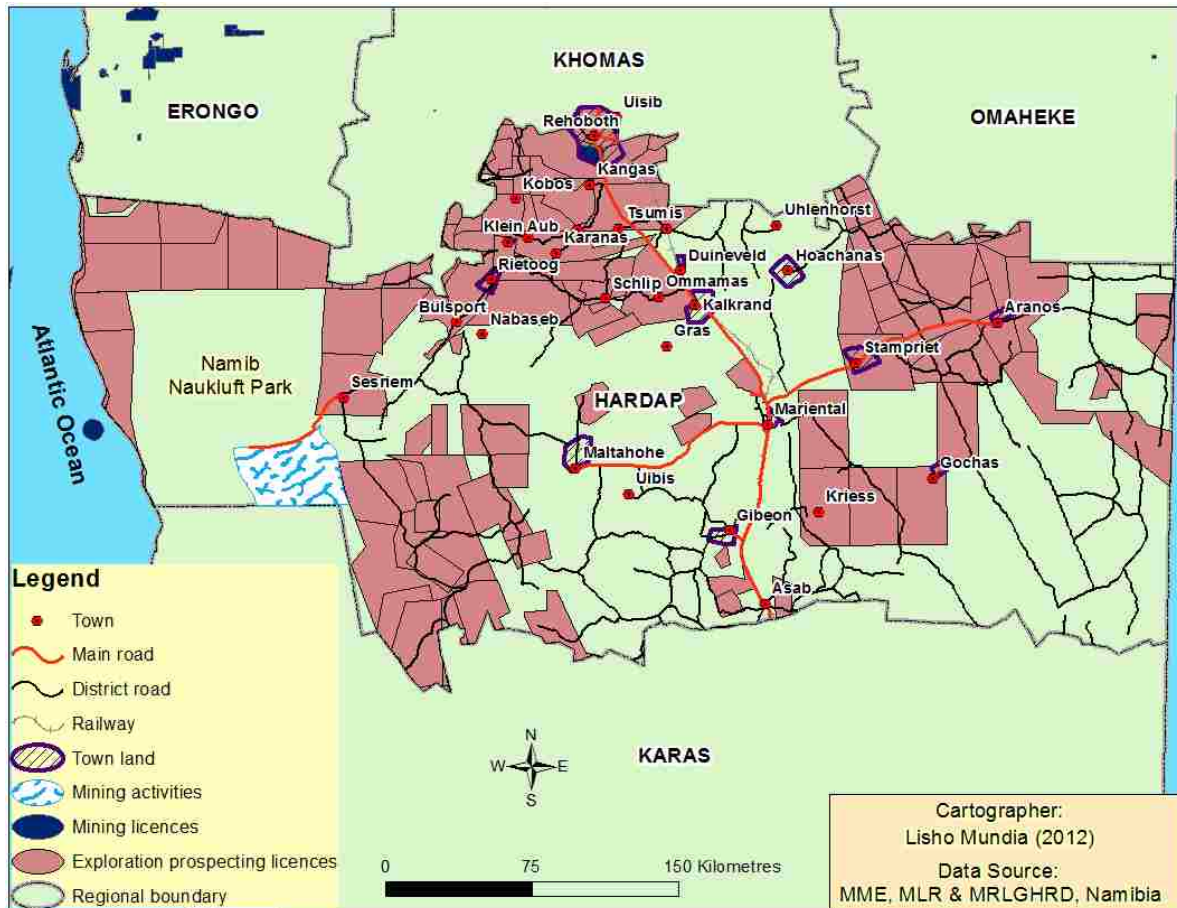 KHOMAS
ERONGO
OMAHEKE
Uisib
Rehoboth
Kangas
Kobos
Tsumis
Uhlenhorst
Klein Aub
Karanas
Duineveld
Hoachanas
Rietoog
Ommamas
Schlip
Kalkrand
Aranos
Bulsport
Nabaseb
Gras
Stampriet
Atlantic Ocean
Namib
Naukluft Park
Sesriem
HARDAP
Mariental
Maltahohe
Gochas
Uibis
Kriess
Gibeon
Asab
KARAS
Legend
Town
Main road
District road
Railway
Town land
Mining activities
Mining licences
Exploration prospecting licences
Regional boundary
N
W E
S
0 75 150 Kilometres
Cartographer:
Lisho Mundia (2012)
Data Source:
MME, MLR & MRLGHRD, Namibia